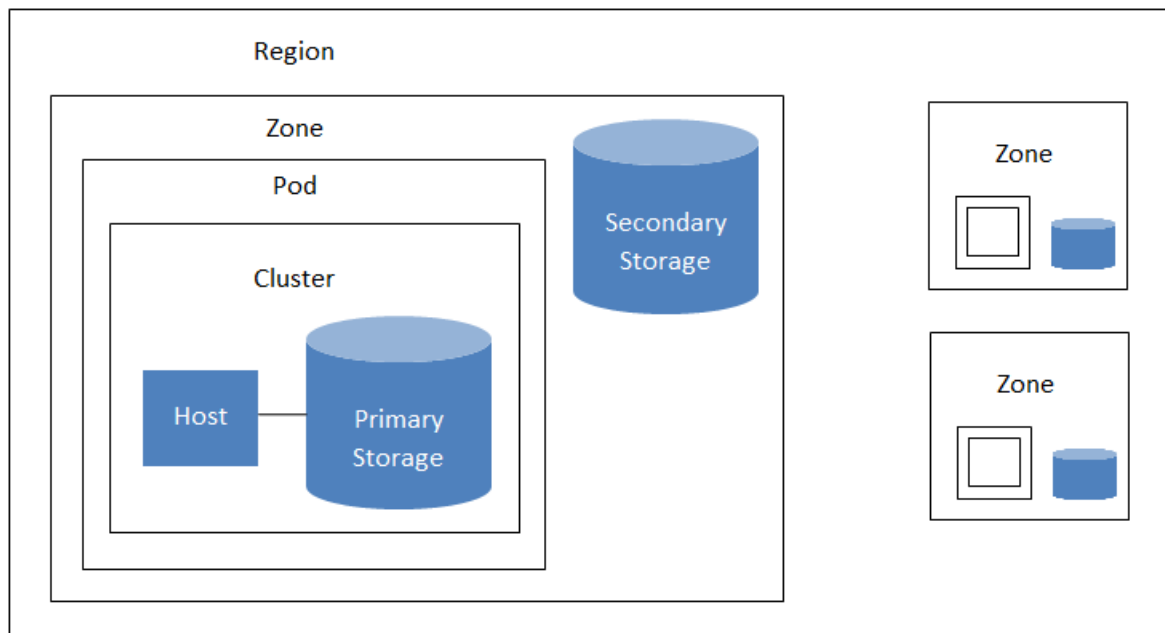 Region
Zone
Pod
Cluster
Host
Primary
Storage
Secondary
Storage
Zone
Zone